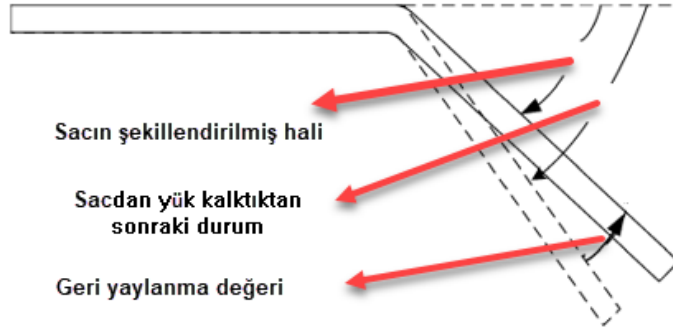 Sacın şekillendirilmiş hali
Sacdan yük kalktıktan
sonraki durum
Geri yaylanma değeri